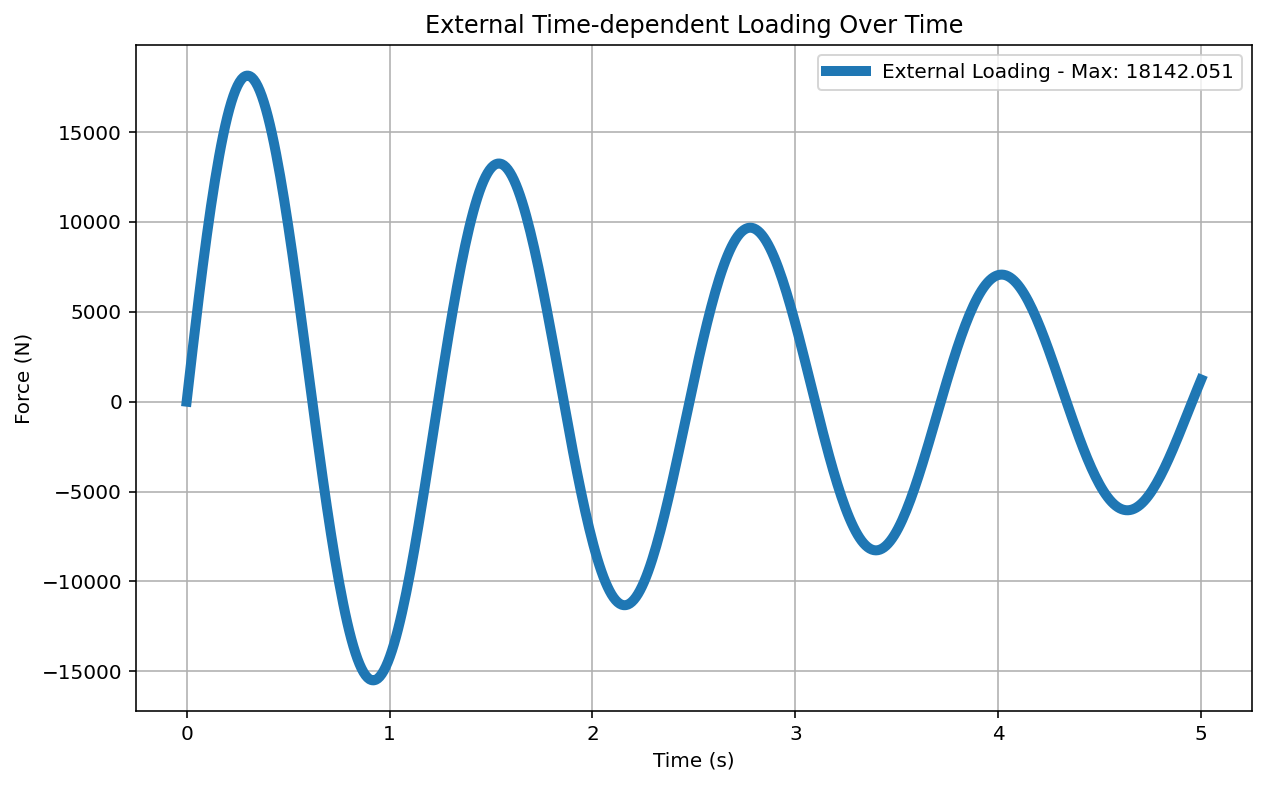 External Time-dependent Loading Over Time
External Loading - Max: 18142.051
Force (N)
15000
10000
5000
0
−5000
−10000
−15000
0 1 2 3 4 5
Time (s)